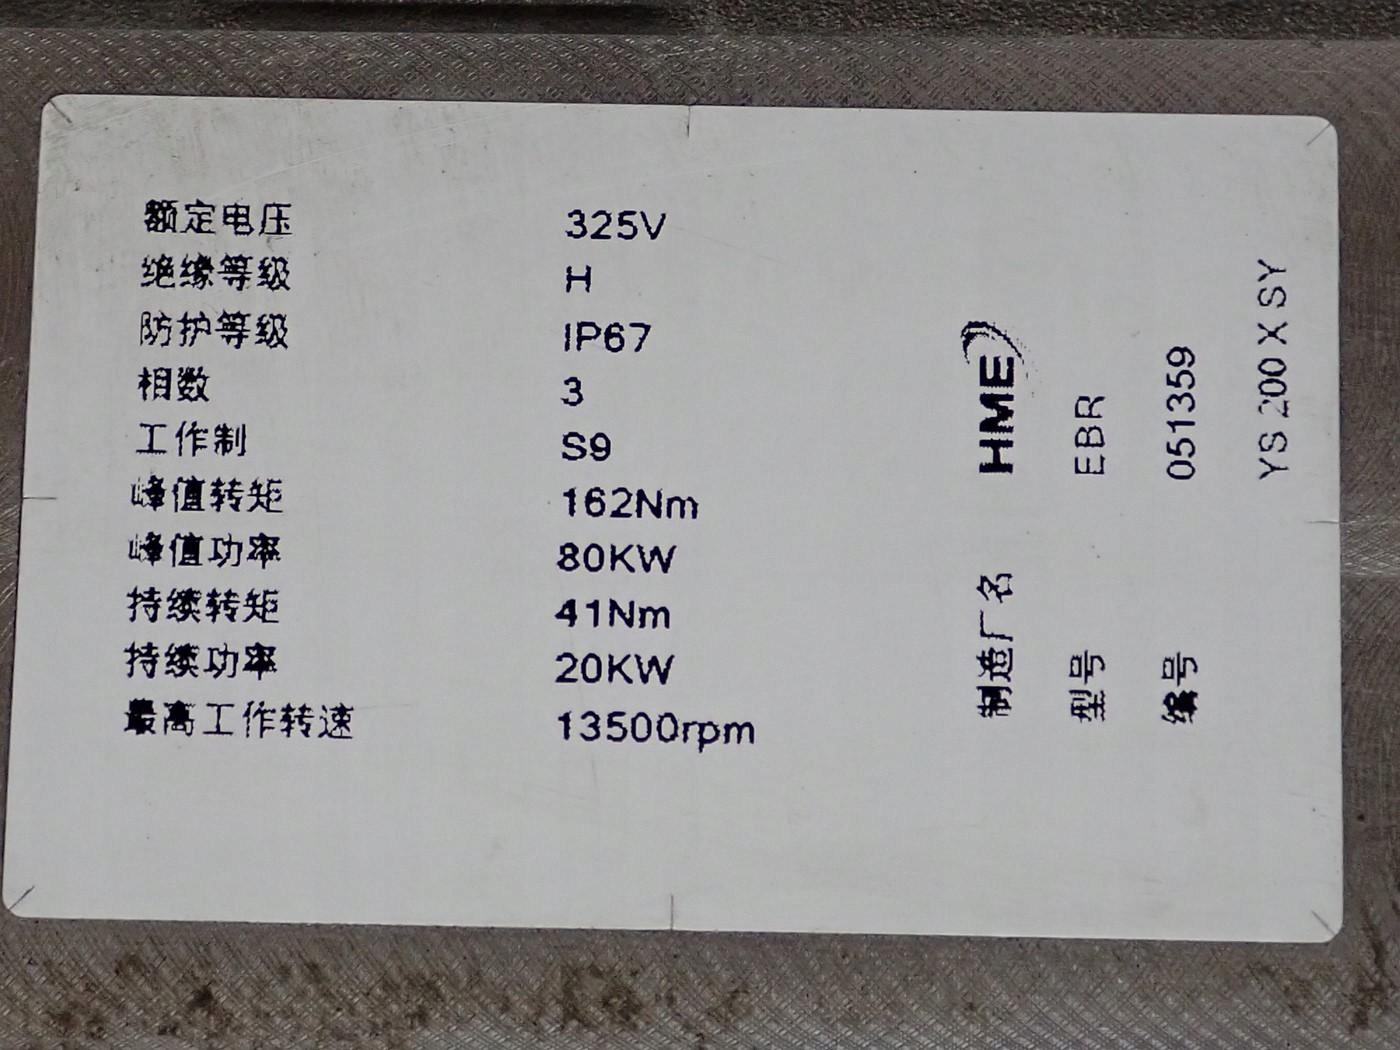 额定电压 325V
绝缘等级 H
防护等级 IP67
相数 3
工作制 S9
峰值转矩 162Nm
峰值功率 80KW
持续转矩 41Nm
持续功率 20KW
最高工作转速 13500rpm
制造厂名 HME
型号 EBR
编号 051359
YS 200 X SY